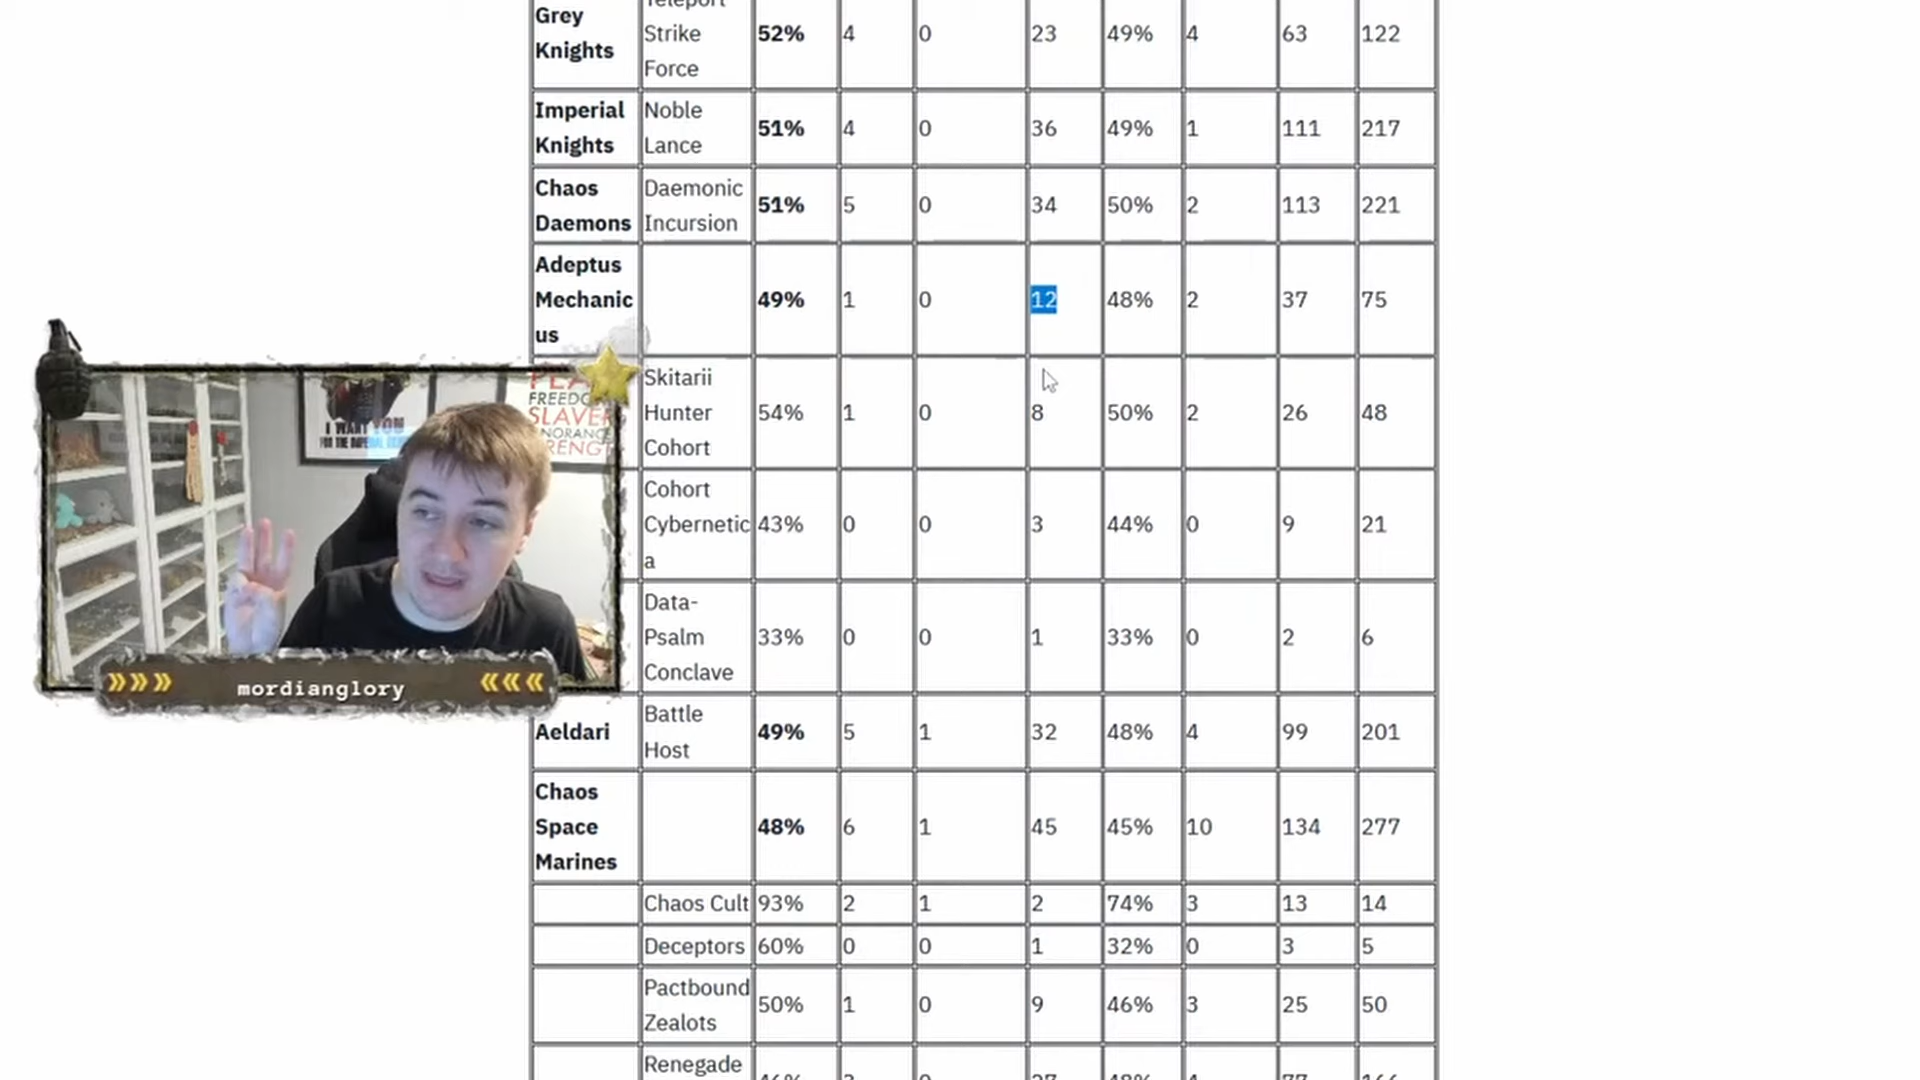 Grey
Knights
Strike
Force
52%
4
0
23
49%
4
63
122
Imperial
Knights
Noble
Lance
51%
4
0
36
49%
1
111
217
Chaos
Daemons
Daemonic
Incursion
51%
5
0
34
50%
2
113
221
Adeptus
Mechanic
us
49%
1
0
12
48%
2
37
75
Skitarii
Hunter
Cohort
54%
1
0
8
50%
2
26
48
Cohort
Cybernetic
a
43%
0
0
3
44%
0
9
21
Data-
Psalm
Conclave
33%
0
0
1
33%
0
2
6
Aeldari
Battle
Host
49%
5
1
32
48%
4
99
201
Chaos
Space
Marines
48%
6
1
45
45%
10
134
277
Chaos Cult
93%
2
1
2
74%
3
13
14
Deceptors
60%
0
0
1
32%
0
3
5
Pactbound
Zealots
50%
1
0
9
46%
3
25
50
Renegade
I WANT YOU
mordianglory